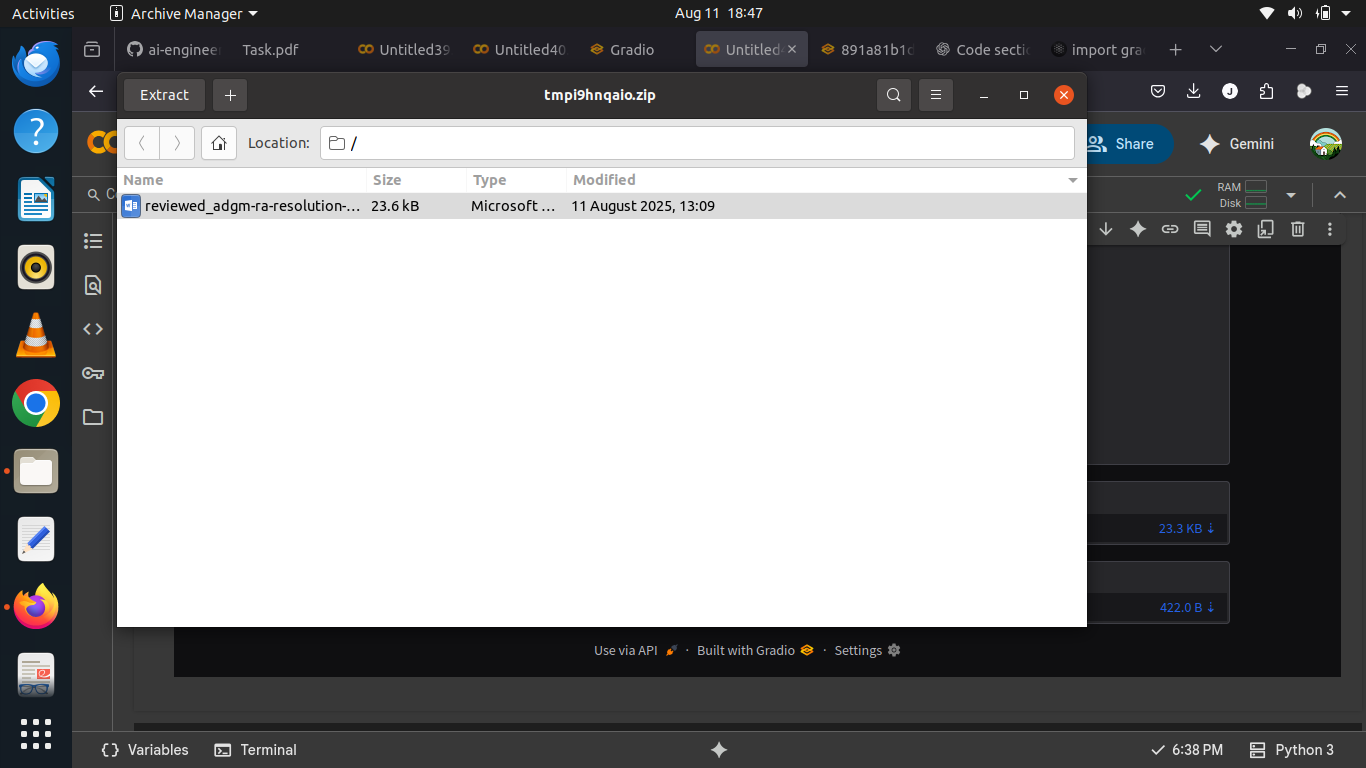 Activities Archive Manager Aug 11 18:47
ai-enginee Task.pdf Untitled39 Untitled40 Gradio Untitled 891a81b1c Code secti import gra
Extract tmpi9hnqaio.zip
Location: /
Share Gemini
Name Size Type Modified
C RAM
Disk
reviewed_adgm-ra-resolution-... 23.6 kB Microsoft ... 11 August 2025, 13:09
23.3 KB ⇣
422.0 B ⇣
Use via API · Built with Gradio · Settings
Variables Terminal 6:38 PM Python 3